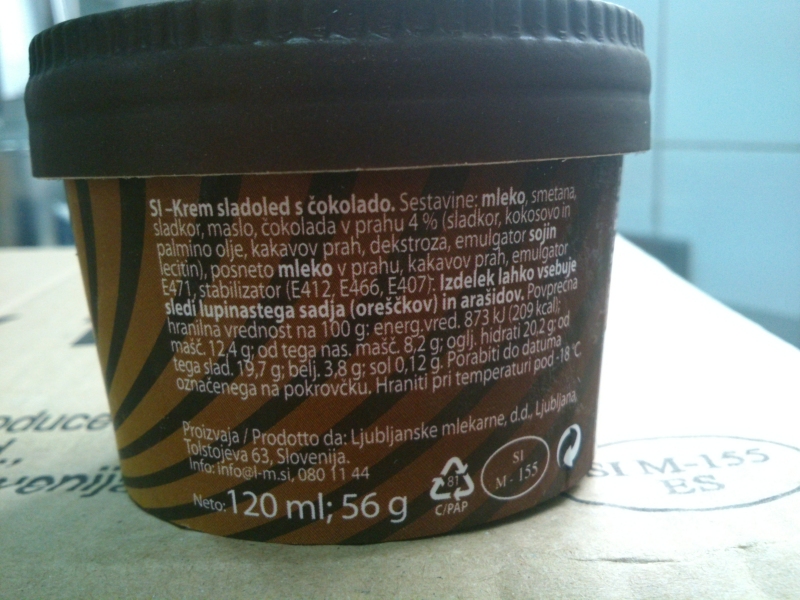 SI –Krem sladoled s čokolado. Sestavine: mleko, smetana,
sladkor, maslo, čokolada v prahu 4 % (sladkor, kokosovo in
palmino olje, kakavov prah, dekstroza, emulgator sojin
lecitin), posneto mleko v prahu, kakavov prah, emulgator
E471, stabilizator (E412, E466, E407). Izdelek lahko vsebuje
sledi lupinastega sadja (oreščkov) in arašidov. Povprečna
hranilna vrednost na 100 g: energ.vred. 873 kJ (209 kcal);
mašč. 12,4 g; od tega nas. mašč. 8,2 g; oglj. hidrati 20,2 g; od
tega slad. 19,7 g; belj. 3,8 g; sol 0,12 g. Porabiti do datuma
označenega na pokrovčku. Hraniti pri temperaturi pod -18 °C
Proizvaja / Prodotto da: Ljubljanske mlekarne, d.d., Ljubljana,
Tolstojeva 63, Slovenija.
Info: info@l-m.si, 080 11 44
Neto: 120 ml; 56 g
81
C/PAP
SI
M - 155
SI M-155
ES